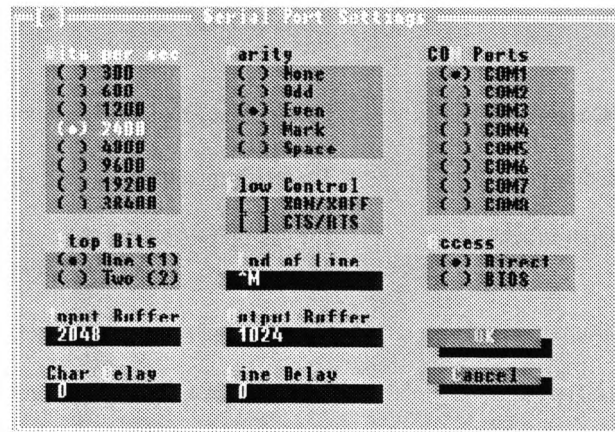 [ ] Serial Port Settings
Bits per sec
( ) 300
( ) 600
( ) 1200
(•) 2400
( ) 4800
( ) 9600
( ) 19200
( ) 38400
Parity
( ) None
( ) Odd
(•) Even
( ) Mark
( ) Space
COM Ports
(•) COM1
( ) COM2
( ) COM3
( ) COM4
( ) COM5
( ) COM6
( ) COM7
( ) COM8
Flow Control
[ ] XON/XOFF
[ ] CTS/RTS
Stop Bits
(•) One (1)
( ) Two (2)
End of Line
^M
Access
(•) Direct
( ) BIOS
Input Buffer
2048
Output Buffer
1024
OK
Char Delay
0
Line Delay
0
Cancel